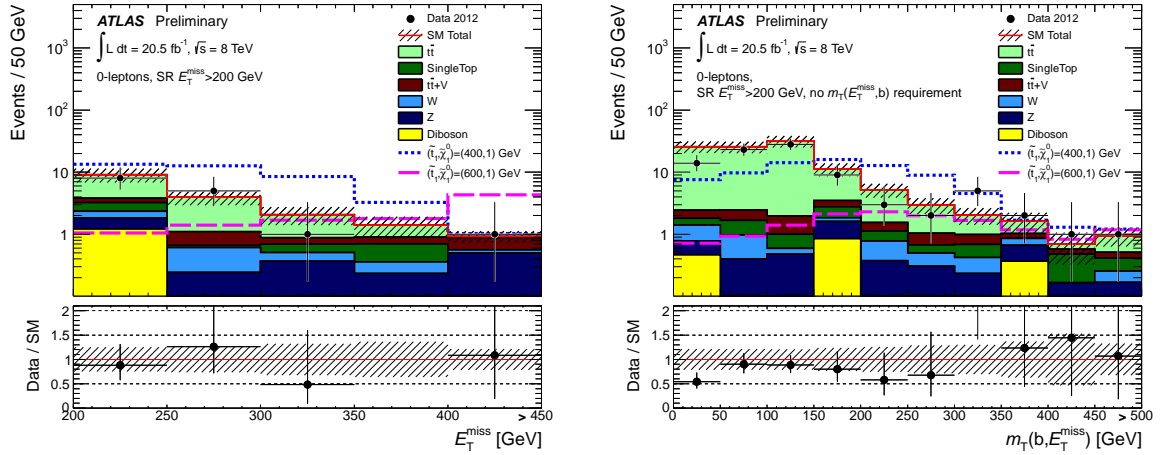 ATLAS Preliminary
∫ L dt = 20.5 fb⁻¹, √s = 8 TeV
0-leptons, SR E_T^miss>200 GeV
Data 2012
SM Total
tt̄
SingleTop
tt̄+V
W
Z
Diboson
(t̃₁,χ̃₁⁰)=(400,1) GeV
(t̃₁,χ̃₁⁰)=(600,1) GeV
Events / 50 GeV
10³
10²
10
1
Data / SM
2
1.5
1
0.5
0
200 250 300 350 400 > 450
E_T^miss [GeV]
ATLAS Preliminary
∫ L dt = 20.5 fb⁻¹, √s = 8 TeV
0-leptons,
SR E_T^miss>200 GeV, no m_T(E_T^miss,b) requirement
Data 2012
SM Total
tt̄
SingleTop
tt̄+V
W
Z
Diboson
(t̃₁,χ̃₁⁰)=(400,1) GeV
(t̃₁,χ̃₁⁰)=(600,1) GeV
Events / 50 GeV
10³
10²
10
1
Data / SM
2
1.5
1
0.5
0
0 50 100 150 200 250 300 350 400 450 > 500
m_T(b,E_T^miss) [GeV]